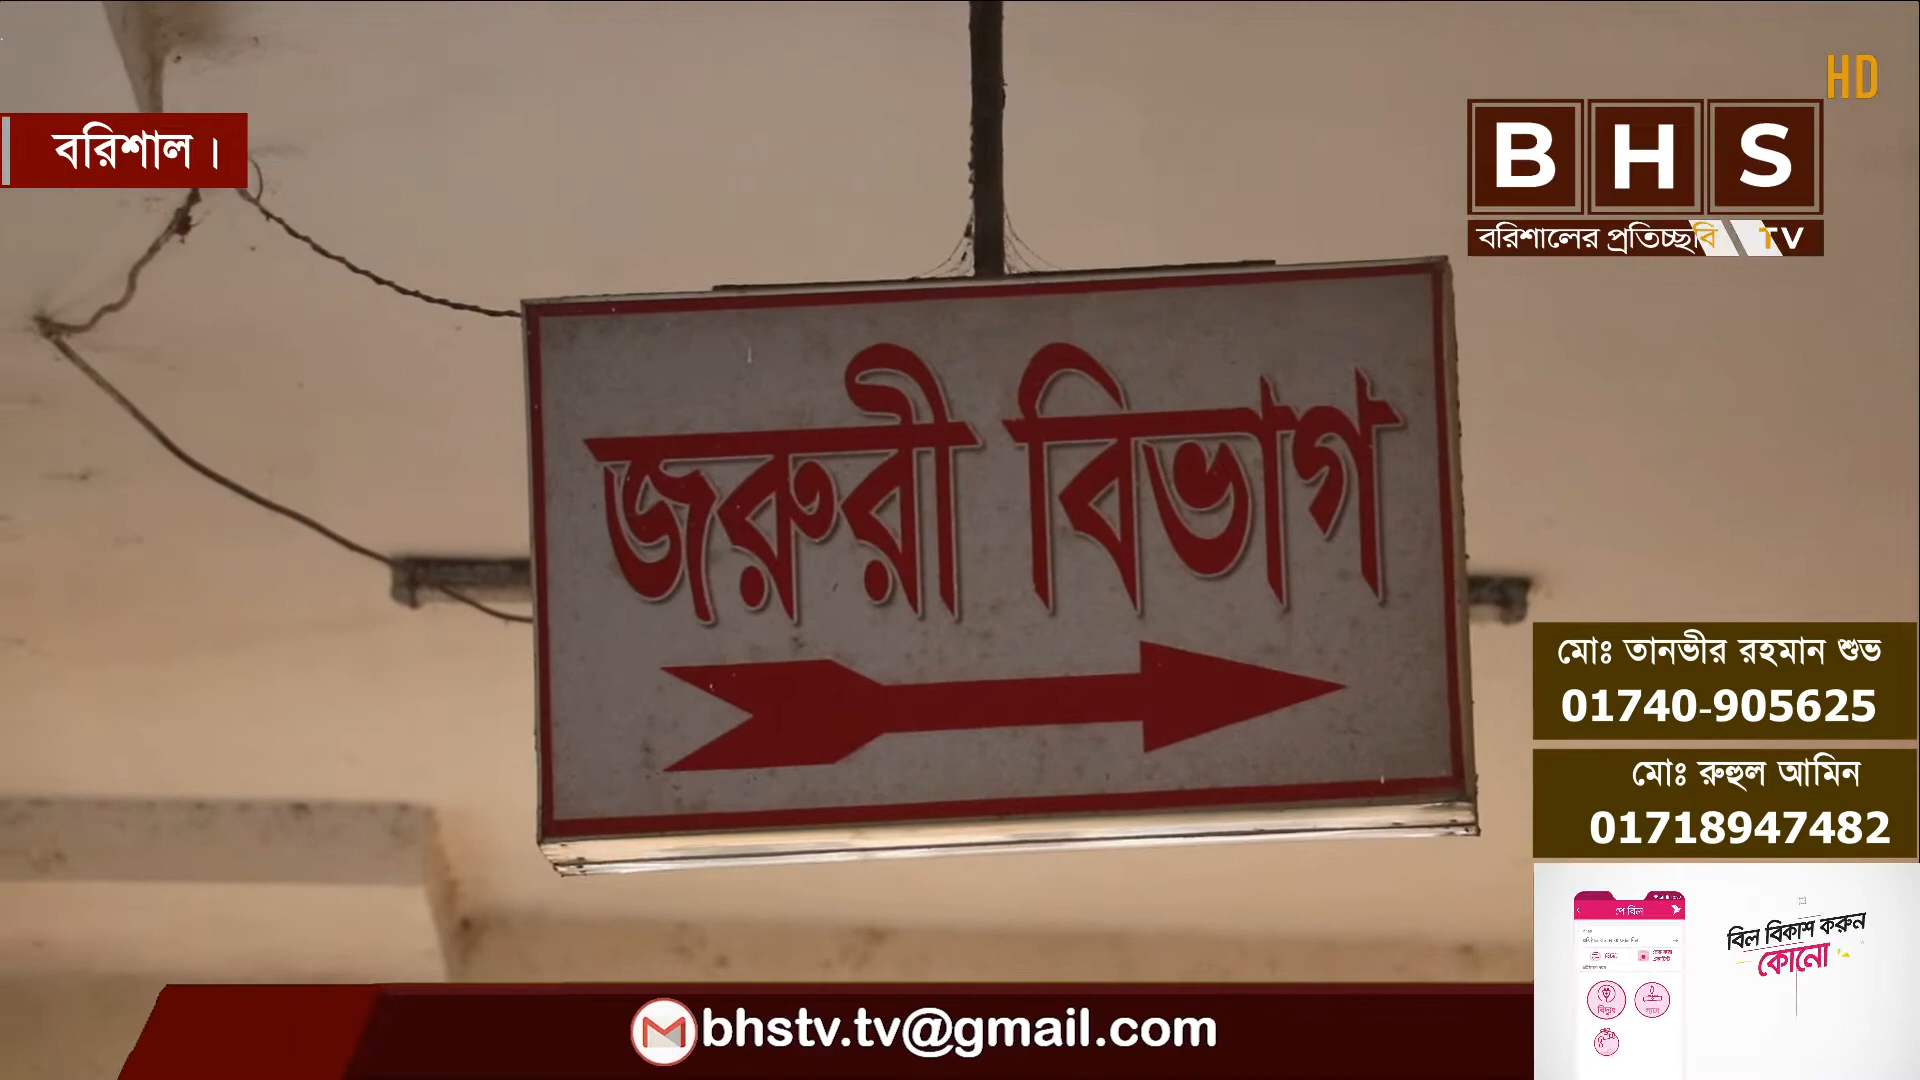 HD
বরিশাল।
BHS
বরিশালের প্রতিচ্ছবি TV
জরুরী বিভাগ
মোঃ তানভীর রহমান শুভ
01740-905625
মোঃ রুহুল আমিন
01718947482
পে বিল
বিল বিকাশ করুন
কোনো
বিদ্যুৎ
গ্যাস
bhstv.tv@gmail.com